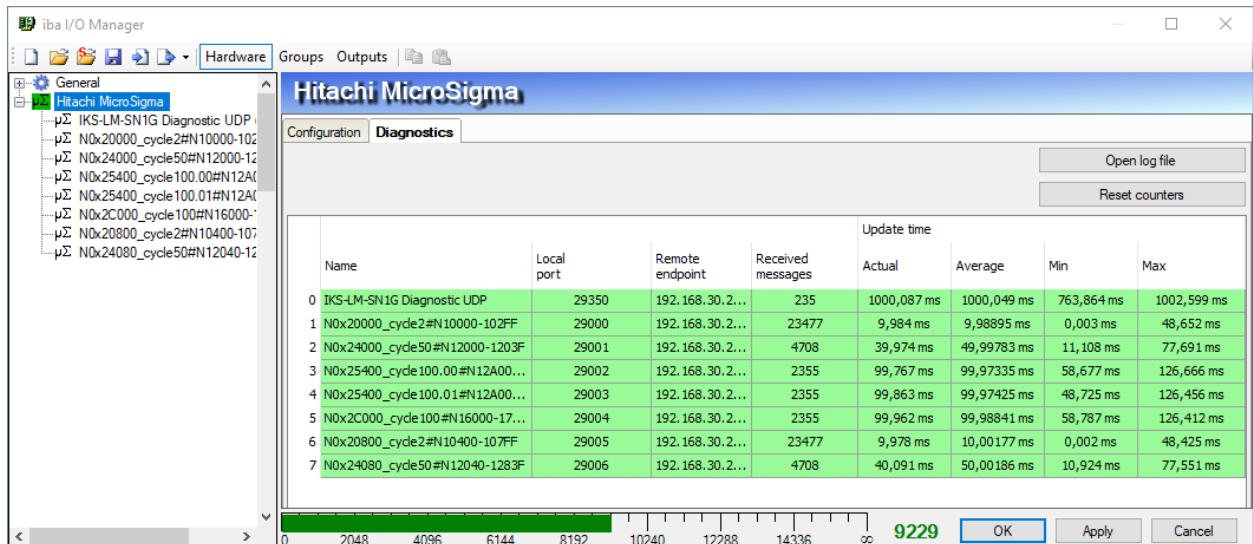 iba I/O Manager
Hardware Groups Outputs
General
Hitachi MicroSigma
IKS-LM-SN1G Diagnostic UDP
N0x20000_cycle2#N10000-102
N0x24000_cycle50#N12000-12
N0x25400_cycle100.00#N12A0
N0x25400_cycle100.01#N12A0
N0x2C000_cycle100#N16000-1
N0x20800_cycle2#N10400-107
N0x24080_cycle50#N12040-12
Hitachi MicroSigma
Configuration Diagnostics
Open log file
Reset counters
Update time
Name Local port Remote endpoint Received messages Actual Average Min Max
0 IKS-LM-SN1G Diagnostic UDP 29350 192.168.30.2... 235 1000,087 ms 1000,049 ms 763,864 ms 1002,599 ms
1 N0x20000_cycle2#N10000-102FF 29000 192.168.30.2... 23477 9,984 ms 9,98895 ms 0,003 ms 48,652 ms
2 N0x24000_cycle50#N12000-1203F 29001 192.168.30.2... 4708 39,974 ms 49,99783 ms 11,108 ms 77,691 ms
3 N0x25400_cycle100.00#N12A00... 29002 192.168.30.2... 2355 99,767 ms 99,97335 ms 58,677 ms 126,666 ms
4 N0x25400_cycle100.01#N12A00... 29003 192.168.30.2... 2355 99,863 ms 99,97425 ms 48,725 ms 126,456 ms
5 N0x2C000_cycle100#N16000-17... 29004 192.168.30.2... 2355 99,962 ms 99,98841 ms 58,787 ms 126,412 ms
6 N0x20800_cycle2#N10400-107FF 29005 192.168.30.2... 23477 9,978 ms 10,00177 ms 0,002 ms 48,425 ms
7 N0x24080_cycle50#N12040-1283F 29006 192.168.30.2... 4708 40,091 ms 50,00186 ms 10,924 ms 77,551 ms
0 2048 4096 6144 8192 10240 12288 14336 ∞ 9229 OK Apply Cancel